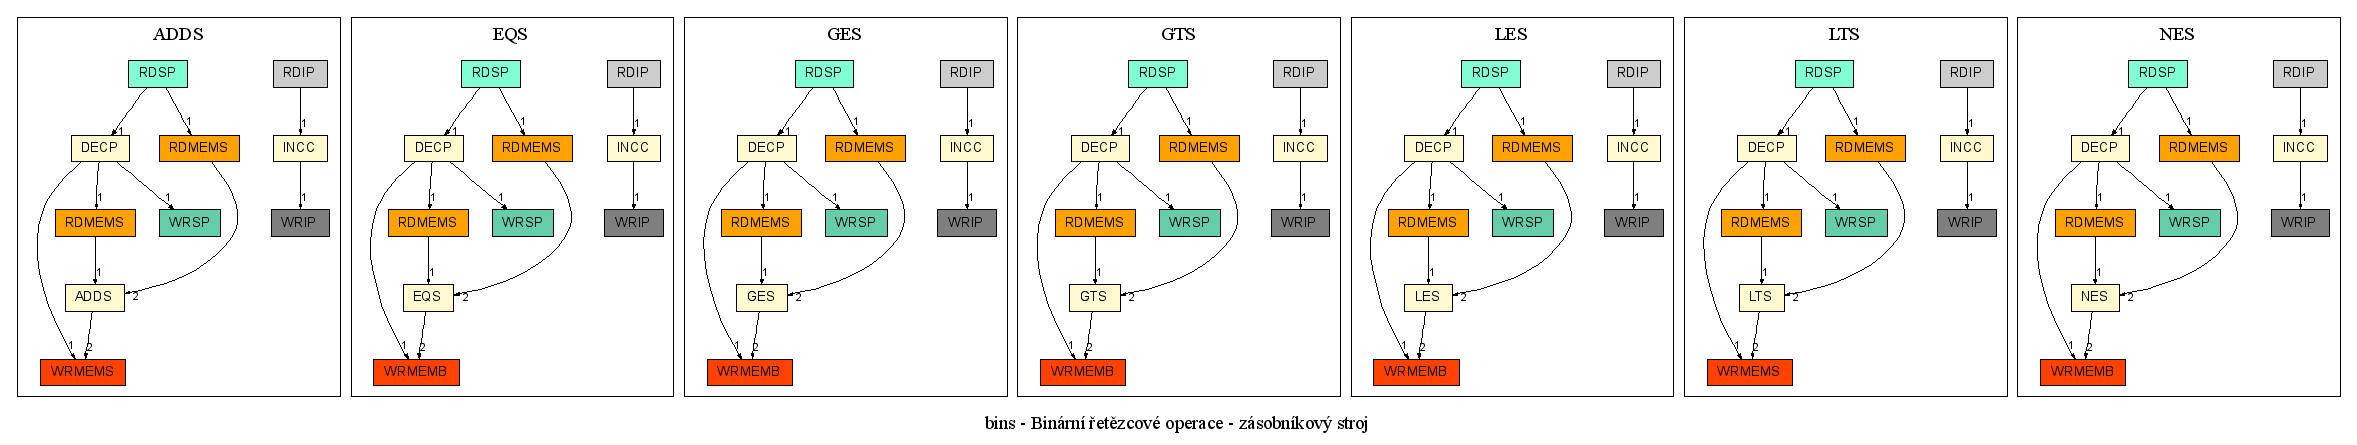 ADDS EQS GES GTS LES LTS NES
RDSP RDIP RDSP RDIP RDSP RDIP RDSP RDIP RDSP RDIP RDSP RDIP RDSP RDIP
1 1 1 1 1 1 1 1 1 1 1 1 1 1 1 1 1 1 1 1 1
DECP RDMEMS INCC DECP RDMEMS INCC DECP RDMEMS INCC DECP RDMEMS INCC DECP RDMEMS INCC DECP RDMEMS INCC DECP RDMEMS INCC
1 1 1 1 1 1 1 1 1 1 1 1 1 1 1 1 1 1 1 1 1
RDMEMS WRSP WRIP RDMEMS WRSP WRIP RDMEMS WRSP WRIP RDMEMS WRSP WRIP RDMEMS WRSP WRIP RDMEMS WRSP WRIP RDMEMS WRSP WRIP
1 1 1 1 1 1 1
ADDS 2 EQS 2 GES 2 GTS 2 LES 2 LTS 2 NES 2
1 2 1 2 1 2 1 2 1 2 1 2 1 2
WRMEMS WRMEMB WRMEMB WRMEMB WRMEMB WRMEMS WRMEMB
bins - Binární řetězcové operace - zásobníkový stroj